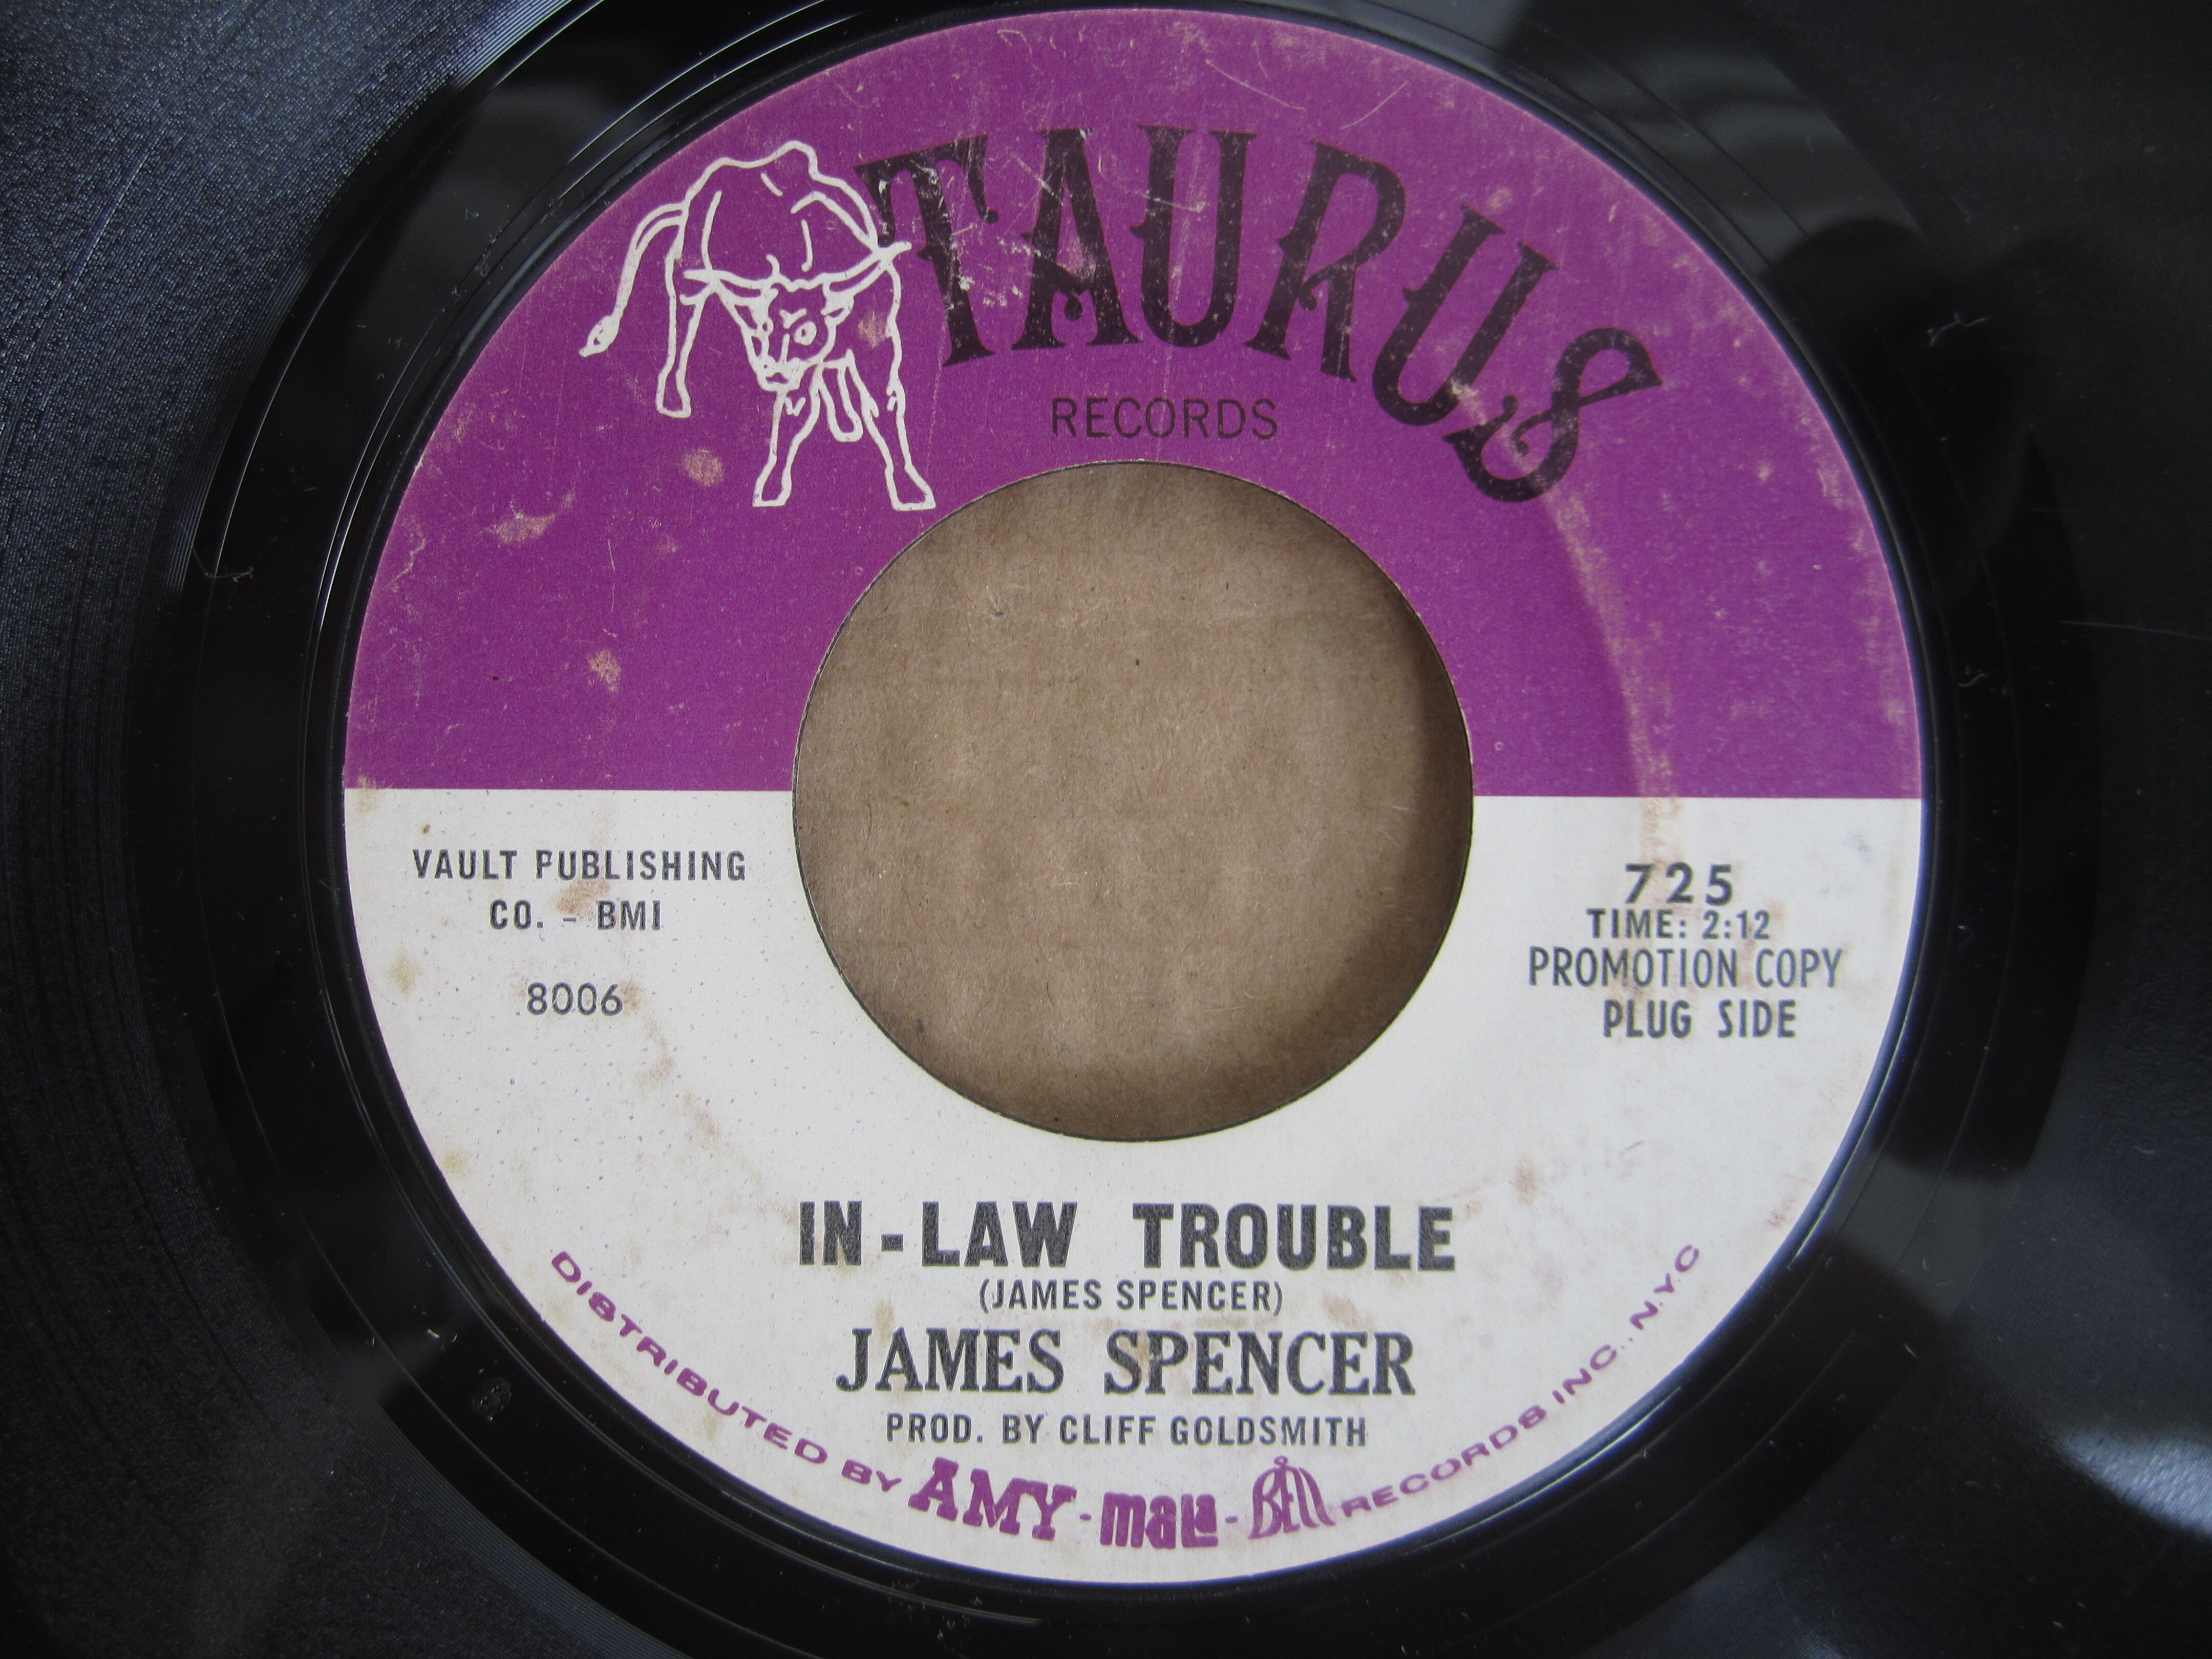 TAURUS
RECORDS
VAULT PUBLISHING
CO. - BMI
8006
725
TIME: 2:12
PROMOTION COPY
PLUG SIDE
IN-LAW TROUBLE
(JAMES SPENCER)
JAMES SPENCER
PROD. BY CLIFF GOLDSMITH
DISTRIBUTED BY AMY-mala-BELL RECORDS INC., N.Y.C